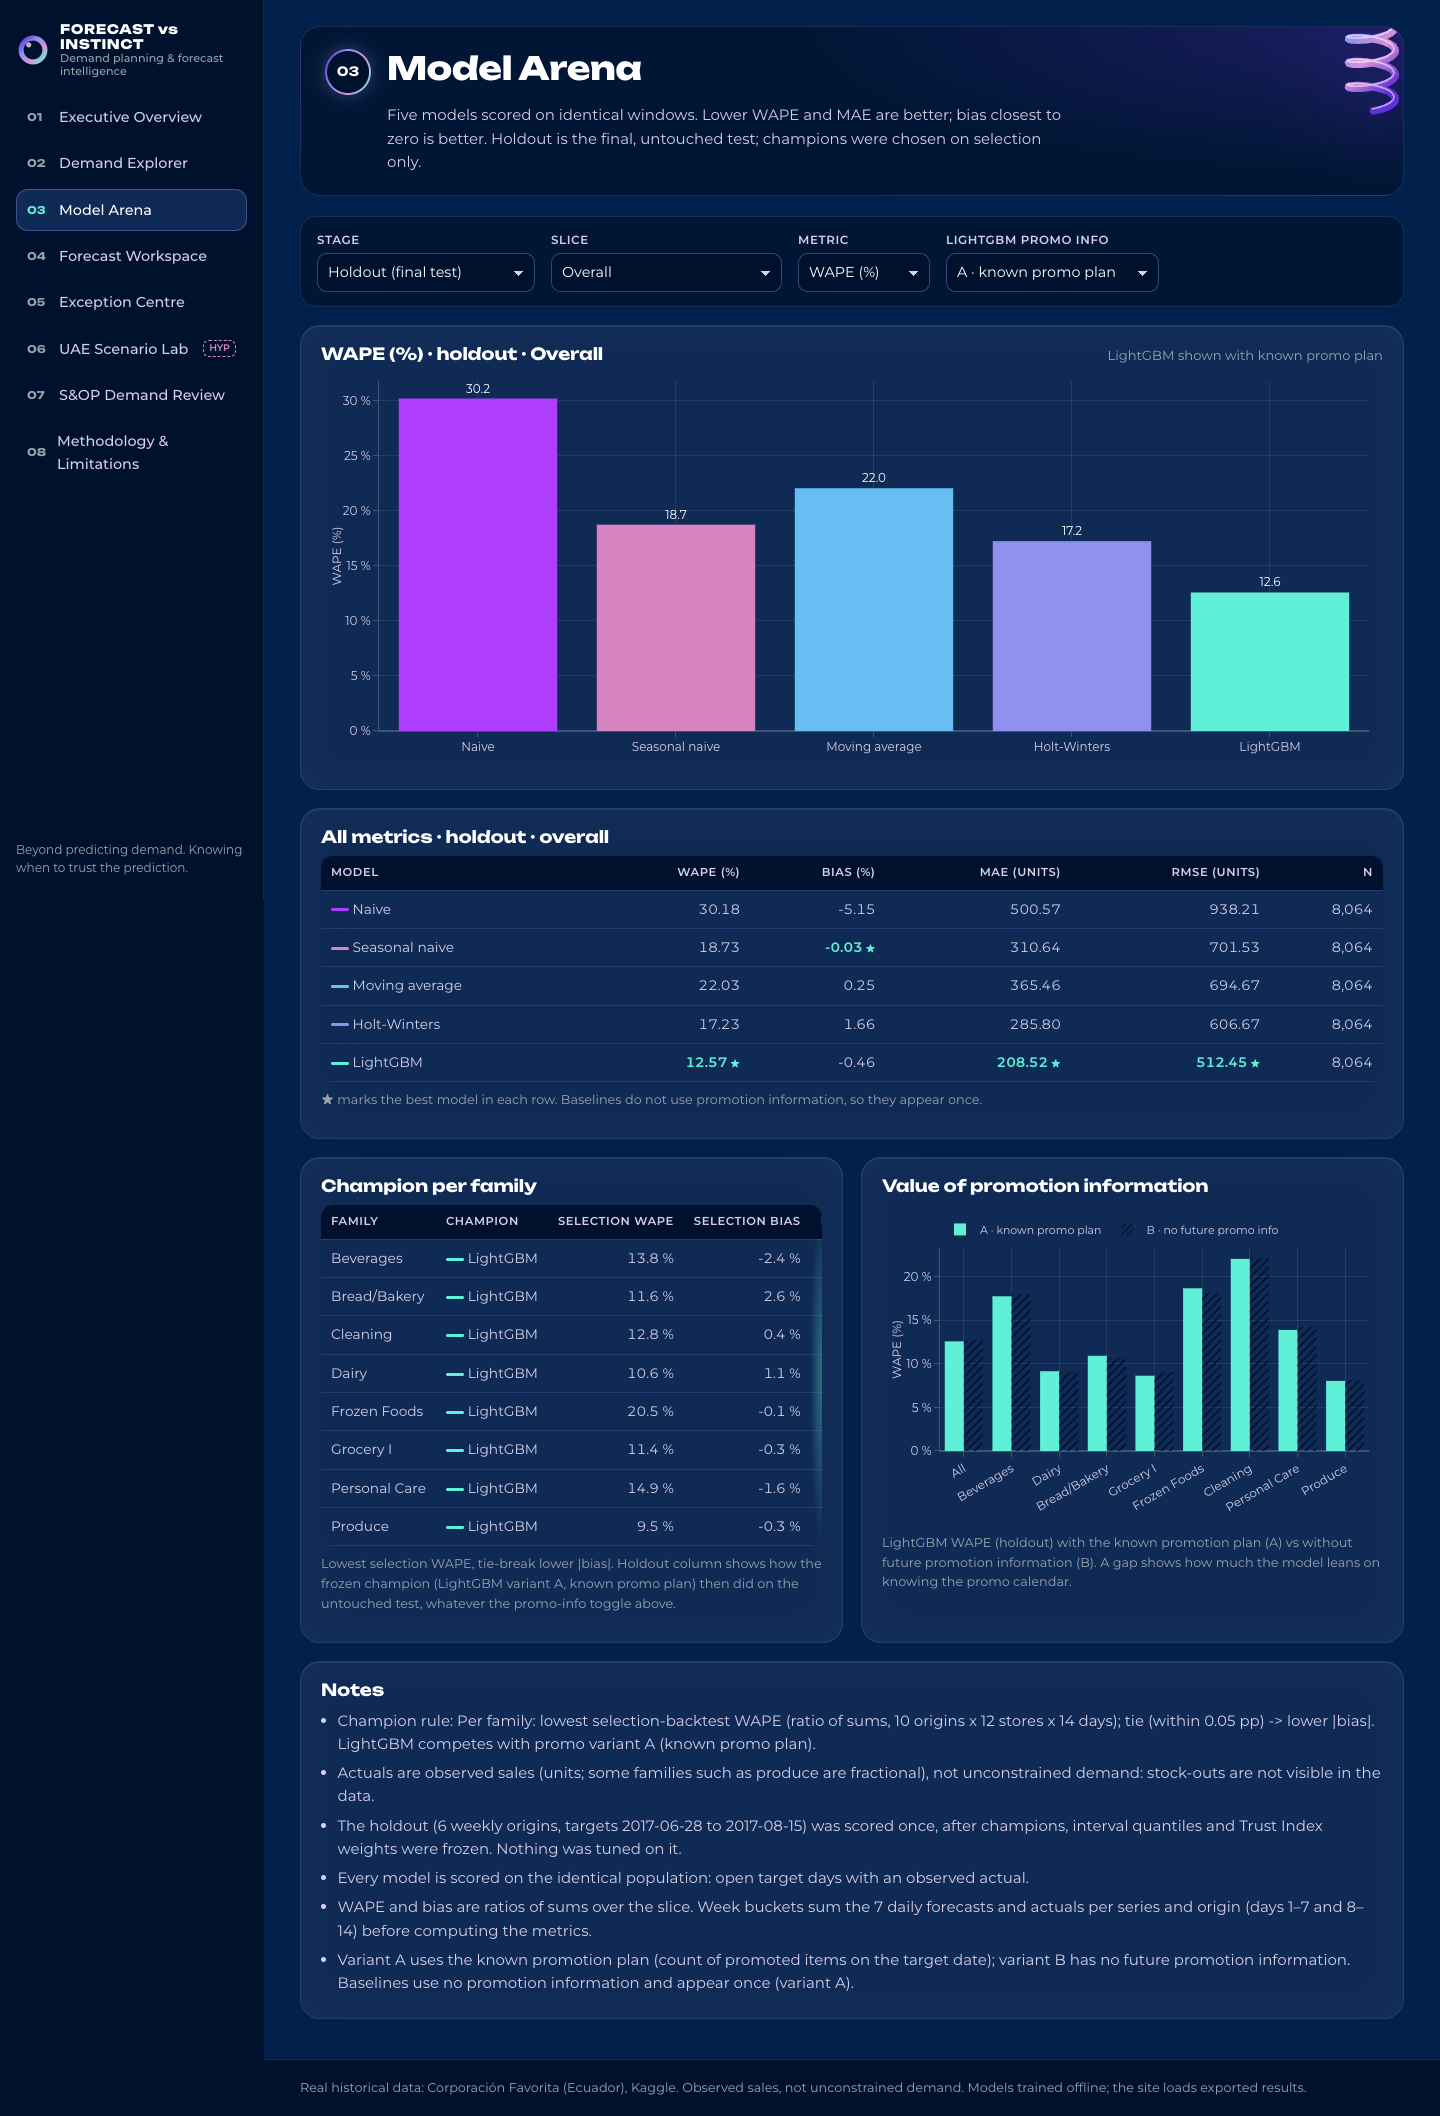 FORECAST vs
INSTINCT
Demand planning & forecast
intelligence
01 Executive Overview
02 Demand Explorer
03 Model Arena
04 Forecast Workspace
05 Exception Centre
06 UAE Scenario Lab HYP
07 S&OP Demand Review
08 Methodology &
Limitations
Beyond predicting demand. Knowing
when to trust the prediction.
03 Model Arena
Five models scored on identical windows. Lower WAPE and MAE are better; bias closest to
zero is better. Holdout is the final, untouched test; champions were chosen on selection
only.
STAGE SLICE METRIC LIGHTGBM PROMO INFO
Holdout (final test) Overall WAPE (%) A · known promo plan
WAPE (%) · holdout · Overall
LightGBM shown with known promo plan
30.2
18.7
22.0
17.2
12.6
30 %
25 %
20 %
15 %
10 %
5 %
0 %
WAPE (%)
Naive Seasonal naive Moving average Holt-Winters LightGBM
All metrics · holdout · overall
MODEL WAPE (%) BIAS (%) MAE (UNITS) RMSE (UNITS) N
Naive 30.18 -5.15 500.57 938.21 8,064
Seasonal naive 18.73 -0.03 ★ 310.64 701.53 8,064
Moving average 22.03 0.25 365.46 694.67 8,064
Holt-Winters 17.23 1.66 285.80 606.67 8,064
LightGBM 12.57 ★ -0.46 208.52 ★ 512.45 ★ 8,064
★ marks the best model in each row. Baselines do not use promotion information, so they appear once.
Champion per family
FAMILY CHAMPION SELECTION WAPE SELECTION BIAS
Beverages LightGBM 13.8 % -2.4 %
Bread/Bakery LightGBM 11.6 % 2.6 %
Cleaning LightGBM 12.8 % 0.4 %
Dairy LightGBM 10.6 % 1.1 %
Frozen Foods LightGBM 20.5 % -0.1 %
Grocery I LightGBM 11.4 % -0.3 %
Personal Care LightGBM 14.9 % -1.6 %
Produce LightGBM 9.5 % -0.3 %
Lowest selection WAPE, tie-break lower |bias|. Holdout column shows how the
frozen champion (LightGBM variant A, known promo plan) then did on the
untouched test, whatever the promo-info toggle above.
Value of promotion information
A · known promo plan B · no future promo info
20 %
15 %
10 %
5 %
0 %
WAPE (%)
All Beverages Dairy Bread/Bakery Grocery I Frozen Foods Cleaning Personal Care Produce
LightGBM WAPE (holdout) with the known promotion plan (A) vs without
future promotion information (B). A gap shows how much the model leans on
knowing the promo calendar.
Notes
• Champion rule: Per family: lowest selection-backtest WAPE (ratio of sums, 10 origins x 12 stores x 14 days); tie (within 0.05 pp) -> lower |bias|.
LightGBM competes with promo variant A (known promo plan).
• Actuals are observed sales (units; some families such as produce are fractional), not unconstrained demand: stock-outs are not visible in the
data.
• The holdout (6 weekly origins, targets 2017-06-28 to 2017-08-15) was scored once, after champions, interval quantiles and Trust Index
weights were frozen. Nothing was tuned on it.
• Every model is scored on the identical population: open target days with an observed actual.
• WAPE and bias are ratios of sums over the slice. Week buckets sum the 7 daily forecasts and actuals per series and origin (days 1–7 and 8–
14) before computing the metrics.
• Variant A uses the known promotion plan (count of promoted items on the target date); variant B has no future promotion information.
Baselines use no promotion information and appear once (variant A).
Real historical data: Corporación Favorita (Ecuador), Kaggle. Observed sales, not unconstrained demand. Models trained offline; the site loads exported results.